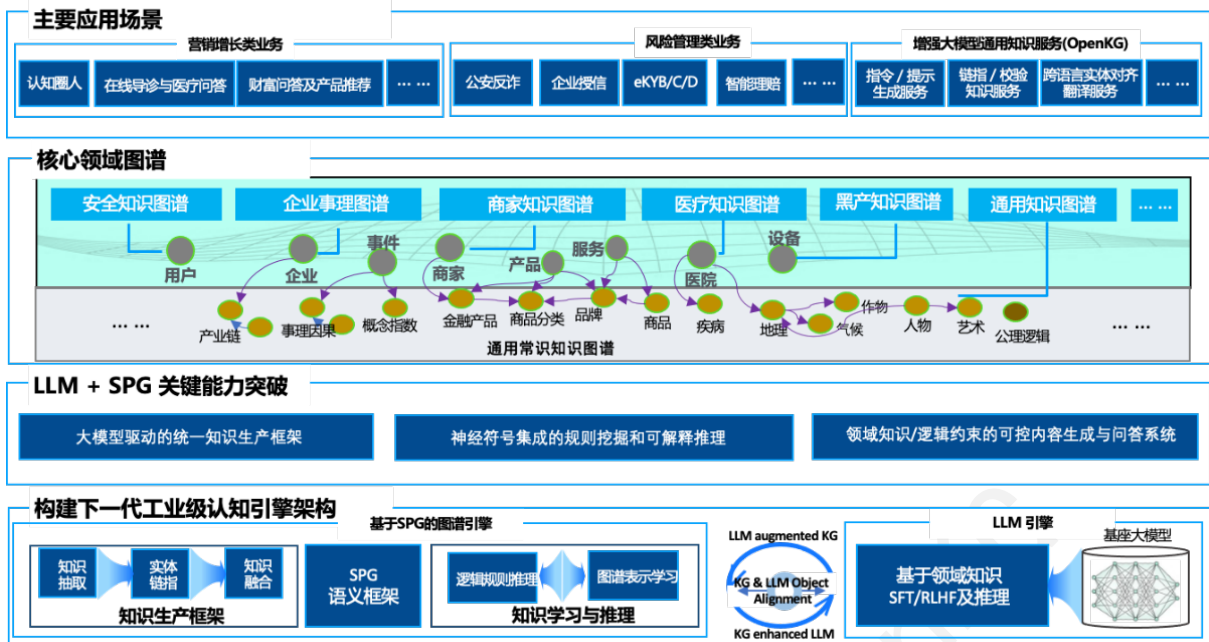 主要应用场景
营销增长类业务
认知圈人
在线导诊与医疗问答
财富问答及产品推荐
… …
风险管理类业务
公安反诈
企业授信
eKYB/C/D
智能理赔
… …
增强大模型通用知识服务(OpenKG)
指令 / 提示
生成服务
链指 / 校验
知识服务
跨语言实体对齐
翻译服务
… …
核心领域图谱
安全知识图谱
企业事理图谱
商家知识图谱
医疗知识图谱
黑产知识图谱
通用知识图谱
… …
用户
企业
事件
商家
产品
服务
医院
设备
… …
产业链
事理因果
概念指数
金融产品
商品分类
品牌
商品
疾病
地理
气候
作物
人物
艺术
公理逻辑
… …
通用常识知识图谱
LLM + SPG 关键能力突破
大模型驱动的统一知识生产框架
神经符号集成的规则挖掘和可解释推理
领域知识/逻辑约束的可控内容生成与问答系统
构建下一代工业级认知引擎架构
基于SPG的图谱引擎
知识
抽取
实体
链指
知识
融合
知识生产框架
SPG
语义框架
逻辑规则推理
图谱表示学习
知识学习与推理
LLM augmented KG
KG & LLM Object
Alignment
KG enhanced LLM
LLM 引擎
基于领域知识
SFT/RLHF及推理
基座大模型